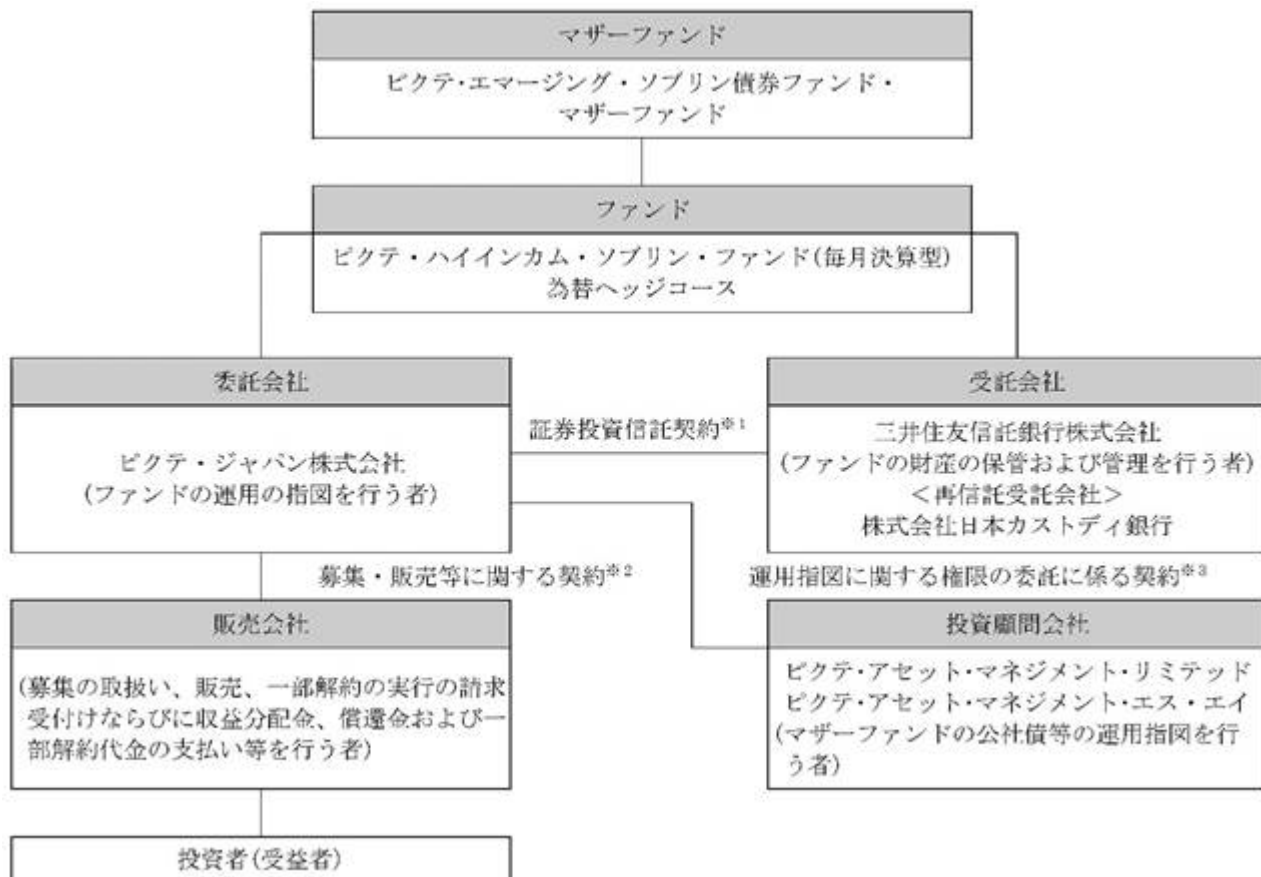 マザーファンド
ピクテ・エマージング・ソブリン債券ファンド・
マザーファンド
ファンド
ピクテ・ハイインカム・ソブリン・ファンド(毎月決算型)
為替ヘッジコース
委託会社
ピクテ・ジャパン株式会社
(ファンドの運用の指図を行う者)
証券投資信託契約※1
受託会社
三井住友信託銀行株式会社
(ファンドの財産の保管および管理を行う者)
<再信託受託会社>
株式会社日本カストディ銀行
募集・販売等に関する契約※2
運用指図に関する権限の委託に係る契約※3
販売会社
(募集の取扱い、販売、一部解約の実行の請求
受付けならびに収益分配金、償還金および一
部解約代金の支払い等を行う者)
投資顧問会社
ピクテ・アセット・マネジメント・リミテッド
ピクテ・アセット・マネジメント・エス・エイ
(マザーファンドの公社債等の運用指図を行
う者)
投資者(受益者)